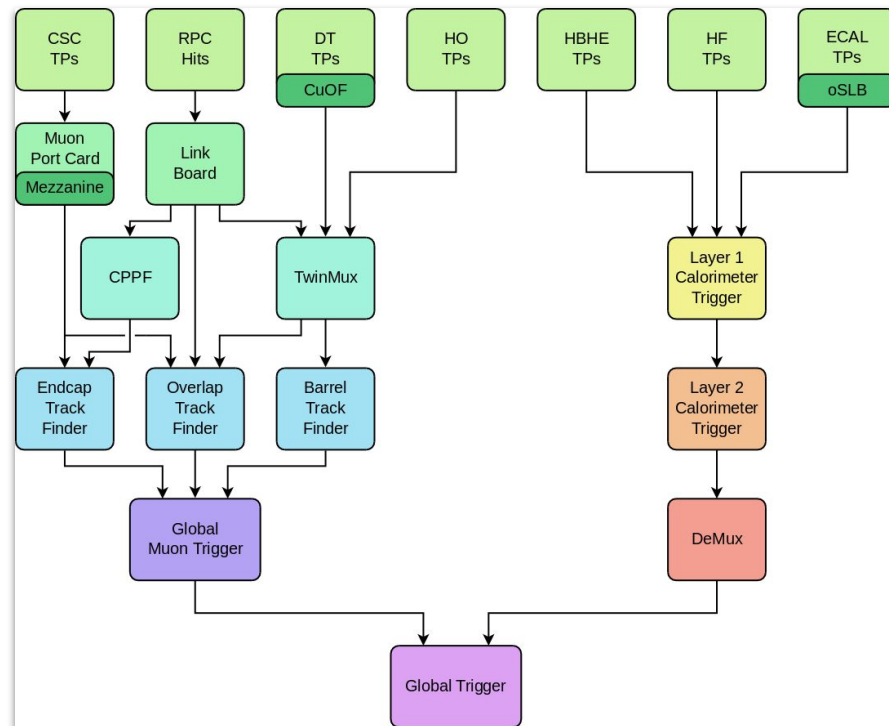 CSC
TPs
RPC
Hits
DT
TPs
CuOF
HO
TPs
HBHE
TPs
HF
TPs
ECAL
TPs
oSLB
Muon
Port Card
Mezzanine
Link
Board
CPPF
TwinMux
Layer 1
Calorimeter
Trigger
Endcap
Track
Finder
Overlap
Track
Finder
Barrel
Track
Finder
Layer 2
Calorimeter
Trigger
Global
Muon Trigger
DeMux
Global Trigger